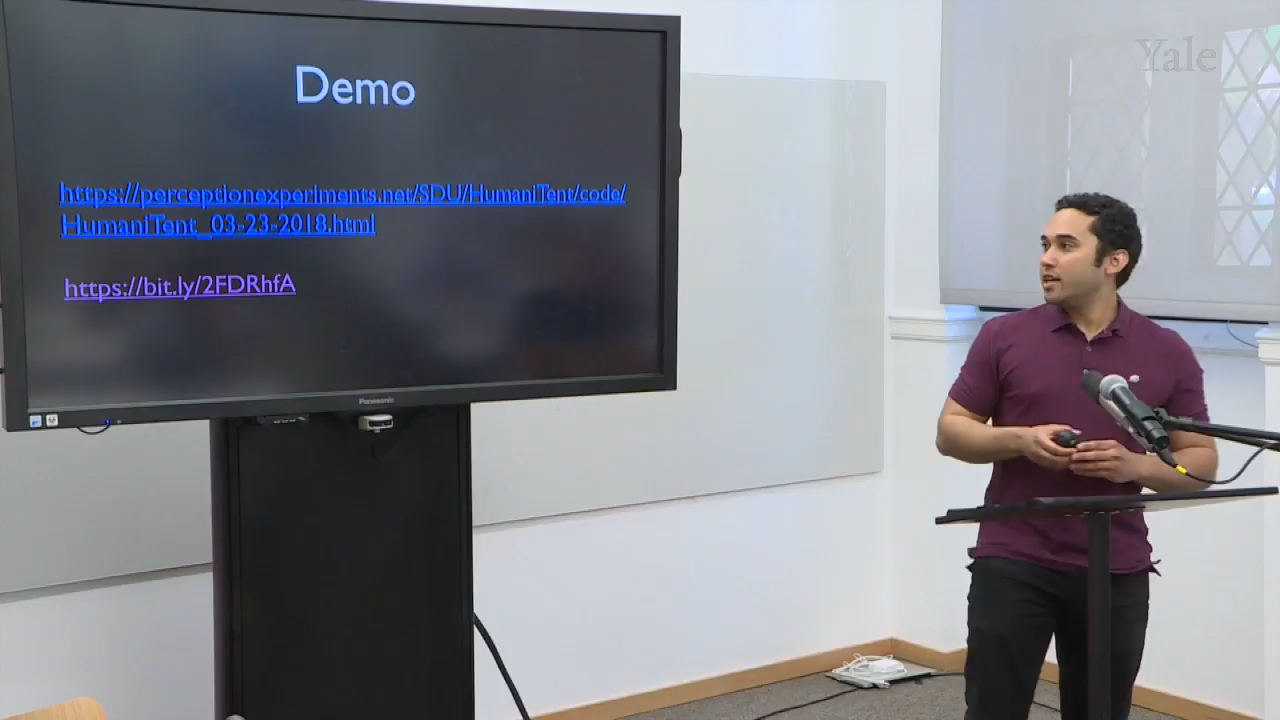 Yale
Demo
https://perceptionexperiments.net/SDU/HumaniTent/code/
HumaniTent_03-23-2018.html
https://bit.ly/2FDRhfA
Panasonic